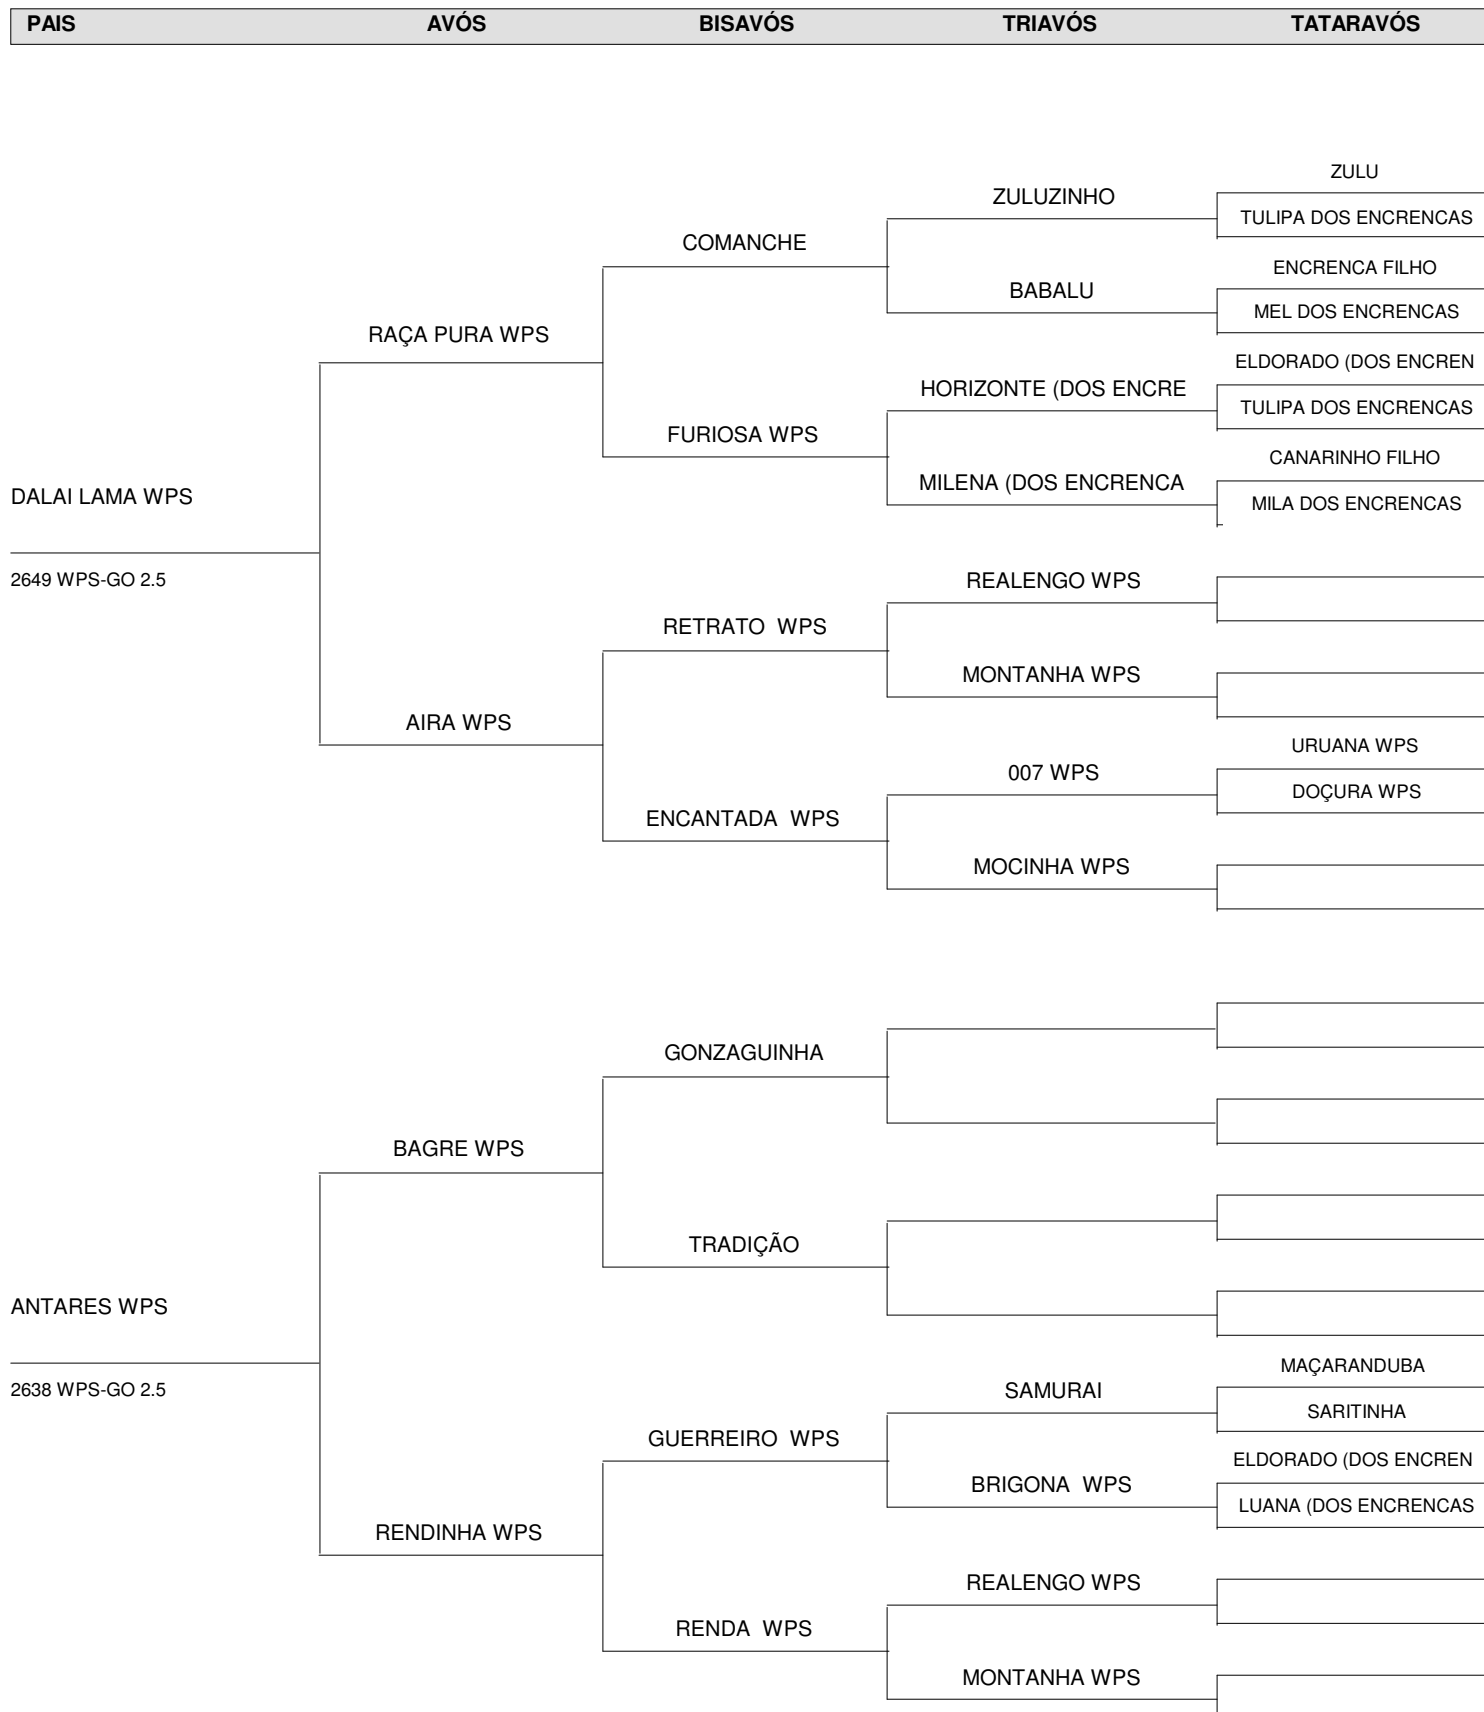 PAIS AVÓS BISAVÓS TRIAVÓS TATARAVÓS
ZULU
ZULUZINHO
TULIPA DOS ENCRENCAS
COMANCHE
ENCRENCA FILHO
BABALU
MEL DOS ENCRENCAS
RAÇA PURA WPS
ELDORADO (DOS ENCREN
HORIZONTE (DOS ENCRE
TULIPA DOS ENCRENCAS
FURIOSA WPS
CANARINHO FILHO
MILENA (DOS ENCRENCA
DALAI LAMA WPS
MILA DOS ENCRENCAS
2649 WPS-GO 2.5
REALENGO WPS
RETRATO WPS
MONTANHA WPS
AIRA WPS
URUANA WPS
007 WPS
DOÇURA WPS
ENCANTADA WPS
MOCINHA WPS
GONZAGUINHA
BAGRE WPS
TRADIÇÃO
ANTARES WPS
MAÇARANDUBA
2638 WPS-GO 2.5
SAMURAI
SARITINHA
GUERREIRO WPS
ELDORADO (DOS ENCREN
BRIGONA WPS
LUANA (DOS ENCRENCAS
RENDINHA WPS
REALENGO WPS
RENDA WPS
MONTANHA WPS